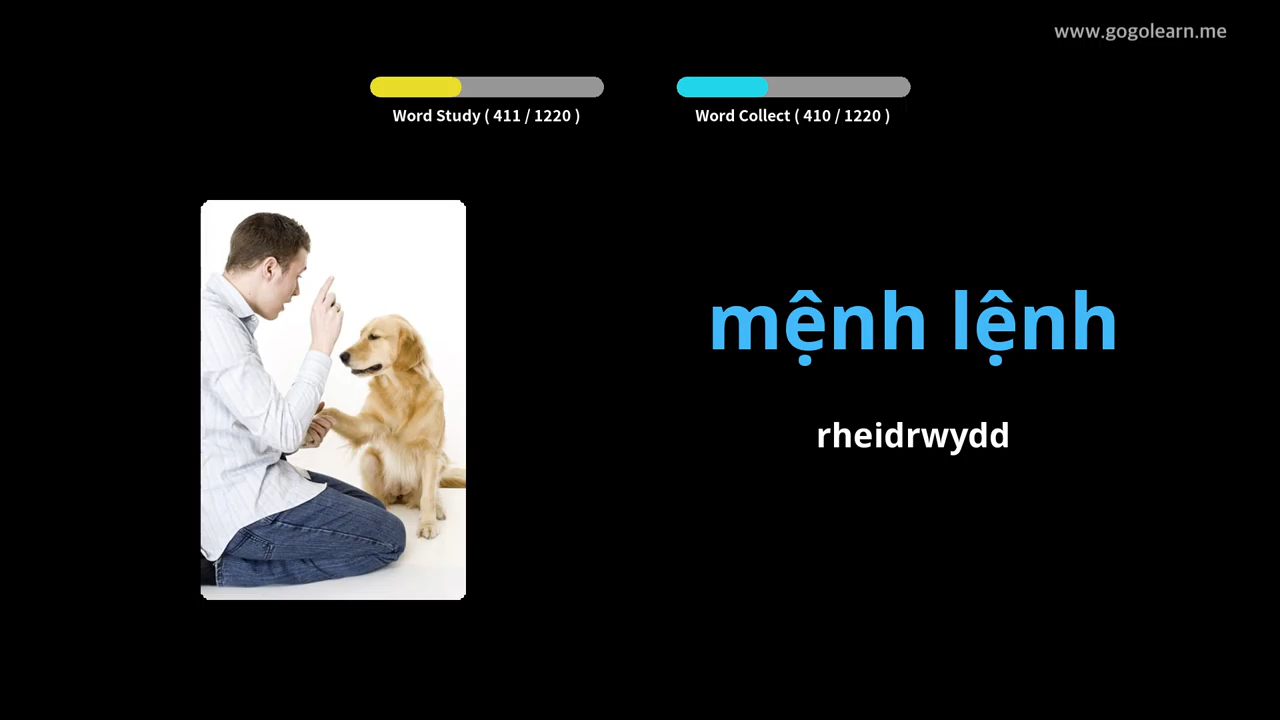 www.gogolearn.me
Word Study ( 411 / 1220 )
Word Collect ( 410 / 1220 )
mệnh lệnh
rheidrwydd